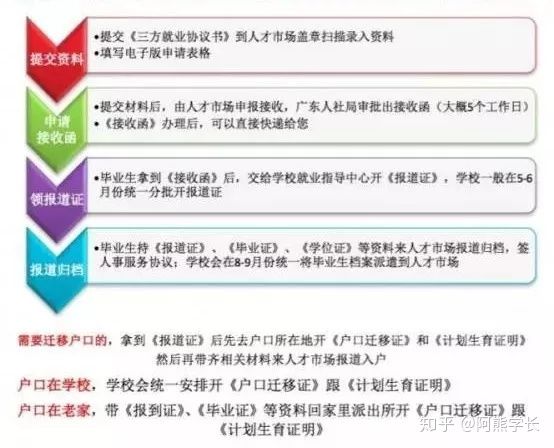 提交资料
•提交《三方就业协议书》到人才市场盖章扫描录入资料
•填写电子版申请表格
申请
接收函
•提交材料后，由人才市场申报接收，广东人社局审批出接收函（大概5个工作日）
•《接收函》办理后，可以直接快递给您
领报道证
•毕业生拿到《接收函》后，交给学校就业指导中心开《报道证》，学校一般在5-6
月份统一分批开报道证
报道归档
•毕业生持《报道证》、《毕业证》、《学位证》等资料来人才市场报道归档，签
人事服务协议；学校会在8-9月份统一将毕业生档案派遣到人才市场
需要迁移户口的，拿到《报道证》后先去户口所在地开《户口迁移证》和《计划生育证明》
然后再带齐相关材料来人才市场报道入户
户口在学校，学校会统一安排开《户口迁移证》跟《计划生育证明》
户口在老家，带《报到证》、《毕业证》等资料回家里派出所开《户口迁移证》跟
《计划生育证明》
知乎 @阿熊学长